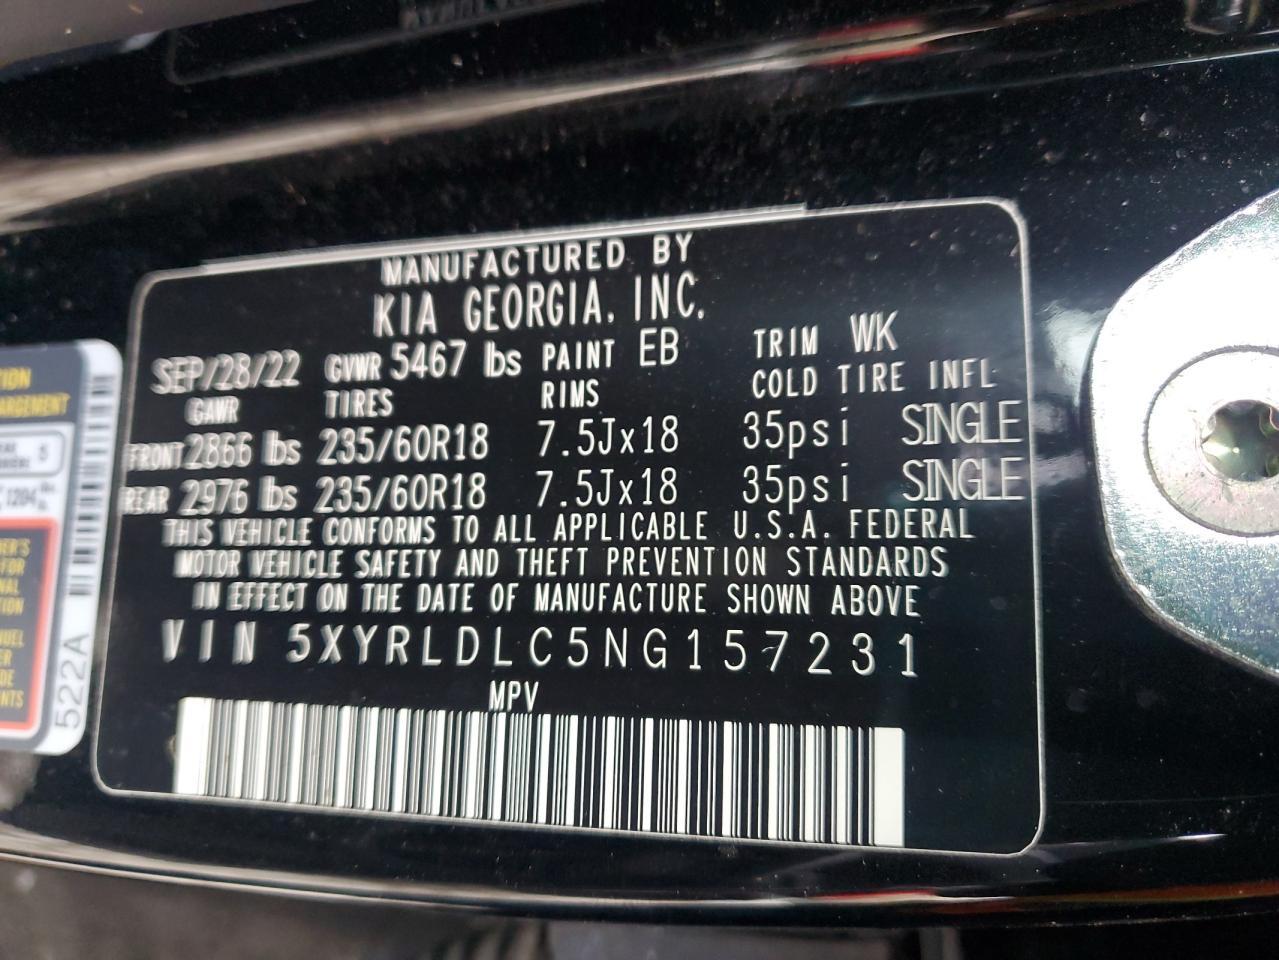 MANUFACTURED BY
KIA GEORGIA, INC.
SEP/28/22 GVWR 5467 lbs PAINT EB TRIM WK
GAWR TIRES RIMS COLD TIRE INFL
FRONT 2866 lbs 235/60R18 7.5Jx18 35psi SINGLE
REAR 2976 lbs 235/60R18 7.5Jx18 35psi SINGLE
THIS VEHICLE CONFORMS TO ALL APPLICABLE U.S.A. FEDERAL
MOTOR VEHICLE SAFETY AND THEFT PREVENTION STANDARDS
IN EFFECT ON THE DATE OF MANUFACTURE SHOWN ABOVE
VIN 5XYRLDLC5NG157231
MPV
522A
5
1204